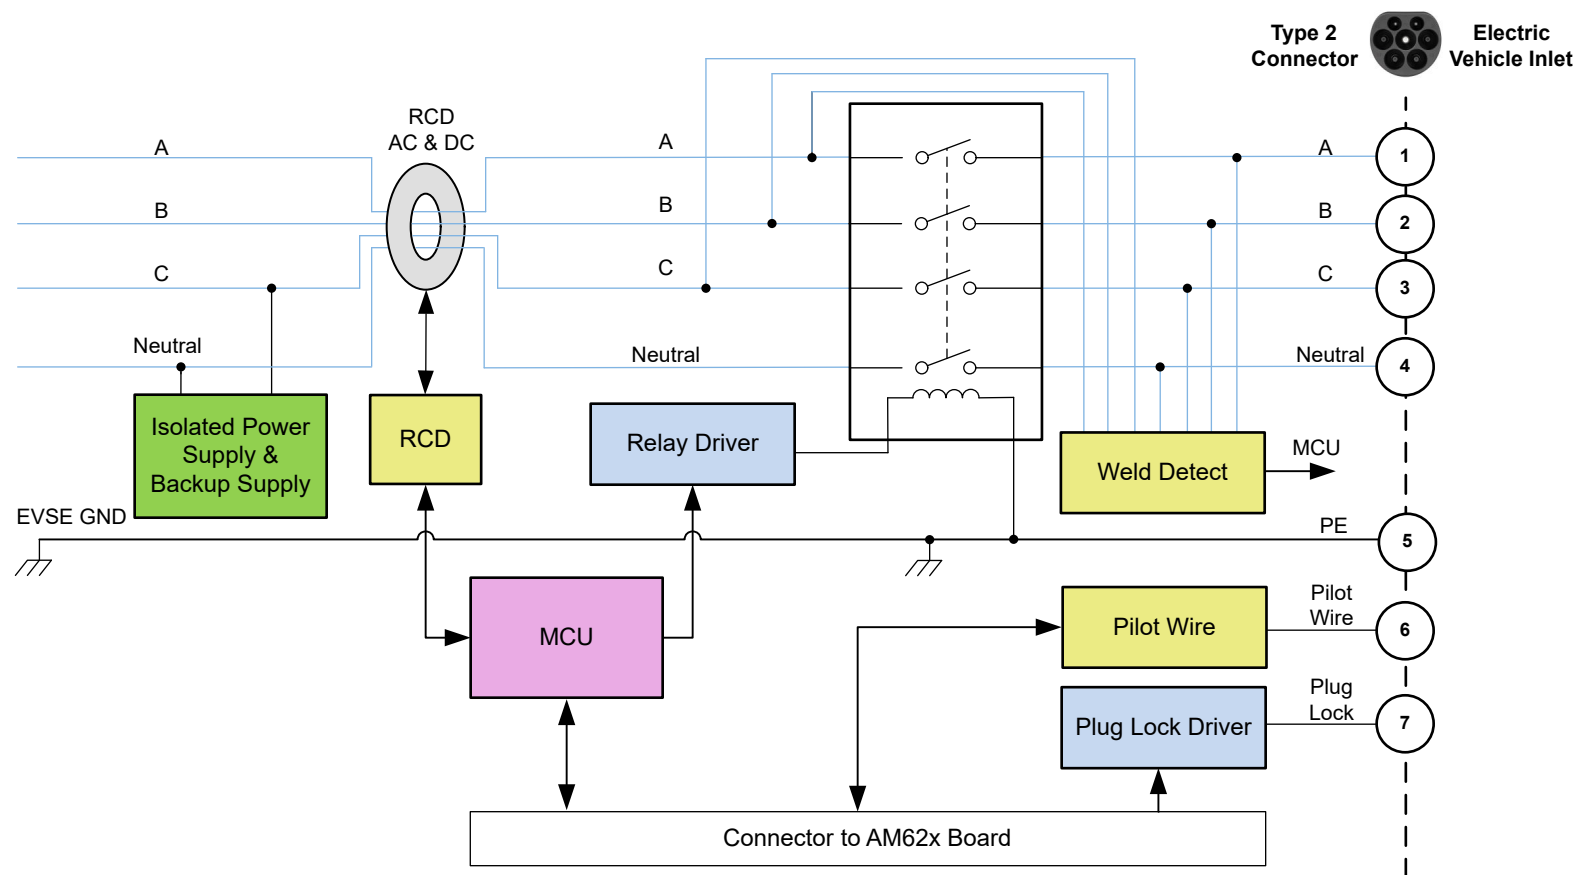 Type 2
Connector
Electric
Vehicle Inlet
RCD
AC & DC
A
A
A
1
B
B
B
2
C
C
C
3
Neutral
Neutral
Neutral
4
Isolated Power
Supply &
Backup Supply
RCD
Relay Driver
Weld Detect
MCU
EVSE GND
PE
5
MCU
Pilot Wire
Pilot
Wire
6
Plug Lock Driver
Plug
Lock
7
Connector to AM62x Board